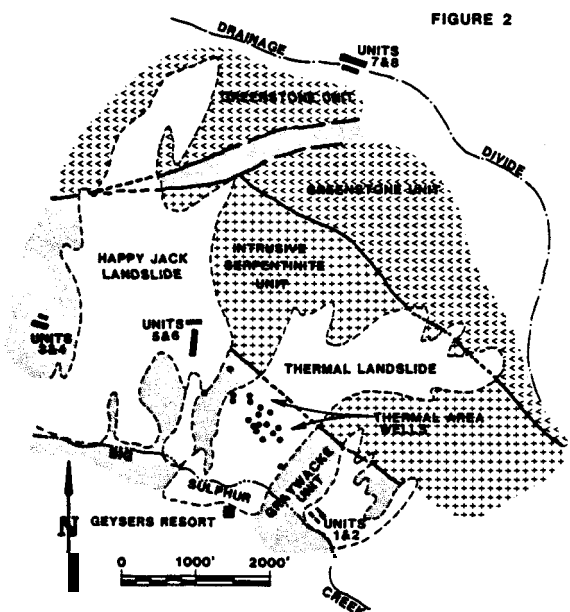 FIGURE 2
DRAINAGE
UNITS
7&8
GREENSTONE UNIT
DIVIDE
GREENSTONE UNIT
HAPPY JACK
LANDSLIDE
INTRUSIVE
SERPENTINITE
UNIT
UNITS
3&4
UNITS
5&6
THERMAL LANDSLIDE
THERMAL AREA
WELLS
SULPHUR
GRAYWACKE
UNIT
N
GEYSERS RESORT
UNITS
1&2
0 1000' 2000'
CREEK